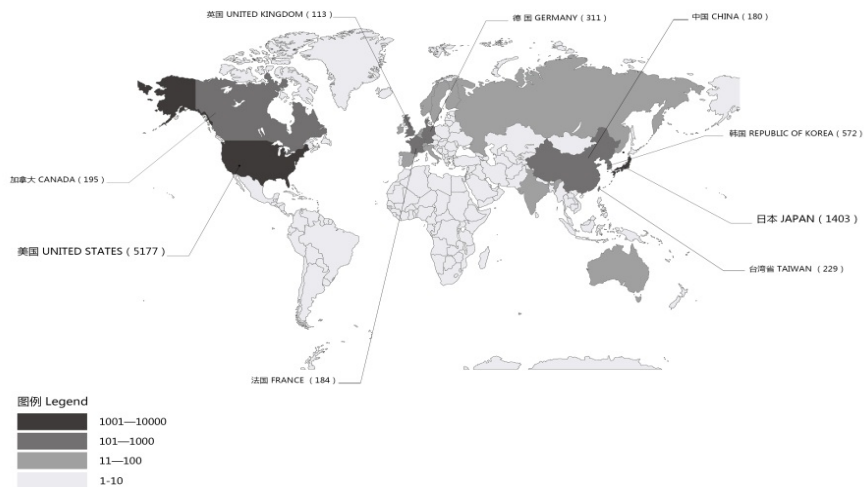 英国 UNITED KINGDOM ( 113 )
德 国 GERMANY ( 311 )
中国 CHINA ( 180 )
韩国 REPUBLIC OF KOREA ( 572 )
加拿大 CANADA ( 195 )
日本 JAPAN ( 1403 )
美国 UNITED STATES ( 5177 )
台湾省 TAIWAN ( 229 )
法国 FRANCE ( 184 )
图例 Legend
1001—10000
101—1000
11—100
1-10